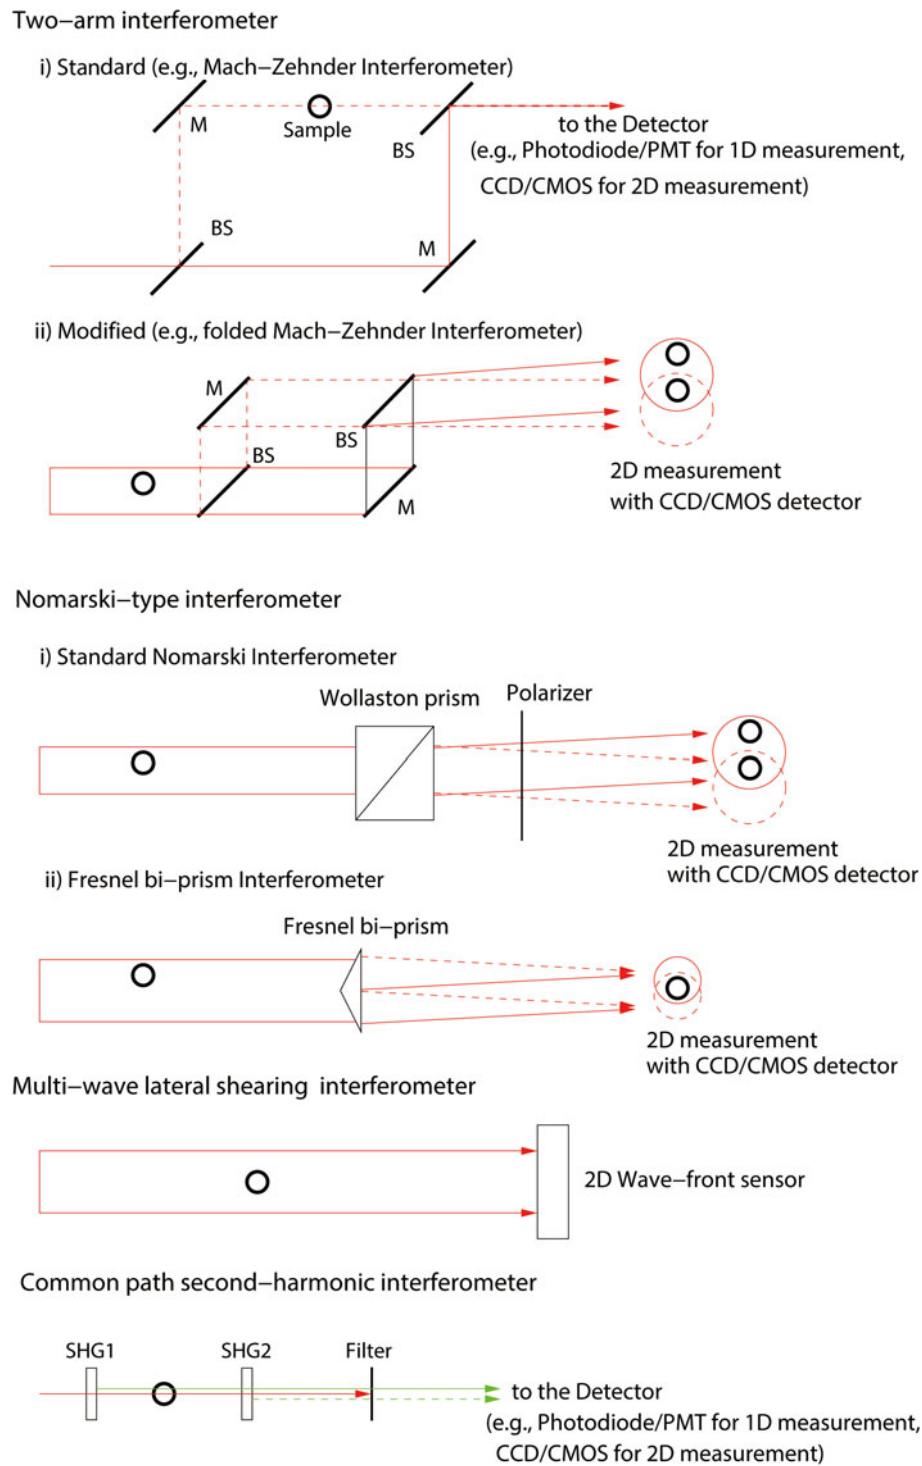 Two−arm interferometer
i) Standard (e.g., Mach−Zehnder Interferometer)
M
Sample
BS
to the Detector
(e.g., Photodiode/PMT for 1D measurement,
CCD/CMOS for 2D measurement)
BS
M
ii) Modified (e.g., folded Mach−Zehnder Interferometer)
M
BS
BS
M
2D measurement
with CCD/CMOS detector
Nomarski−type interferometer
i) Standard Nomarski Interferometer
Wollaston prism
Polarizer
2D measurement
with CCD/CMOS detector
ii) Fresnel bi−prism Interferometer
Fresnel bi−prism
2D measurement
with CCD/CMOS detector
Multi−wave lateral shearing interferometer
2D Wave−front sensor
Common path second−harmonic interferometer
SHG1
SHG2
Filter
to the Detector
(e.g., Photodiode/PMT for 1D measurement,
CCD/CMOS for 2D measurement)